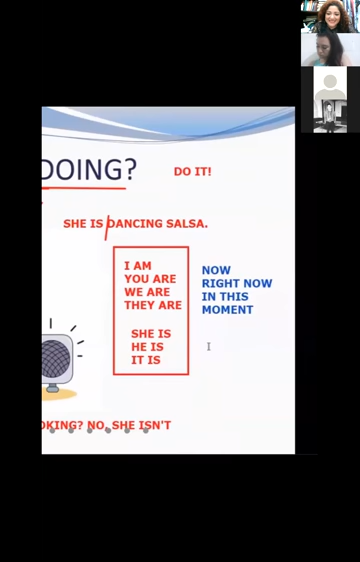 DOING?
DO IT!
SHE IS DANCING SALSA.
I AM
YOU ARE
WE ARE
THEY ARE
SHE IS
HE IS
IT IS
NOW
RIGHT NOW
IN THIS
MOMENT
OKING? NO, SHE ISN'T